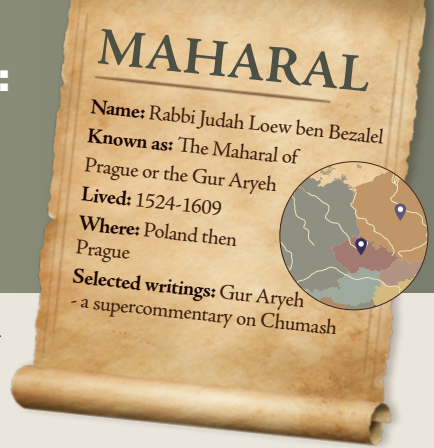 :
MAHARAL
Name: Rabbi Judah Loew ben Bezalel
Known as: The Maharal of
Prague or the Gur Aryeh
Lived: 1524-1609
Where: Poland then
Prague
Selected writings: Gur Aryeh
- a supercommentary on Chumash